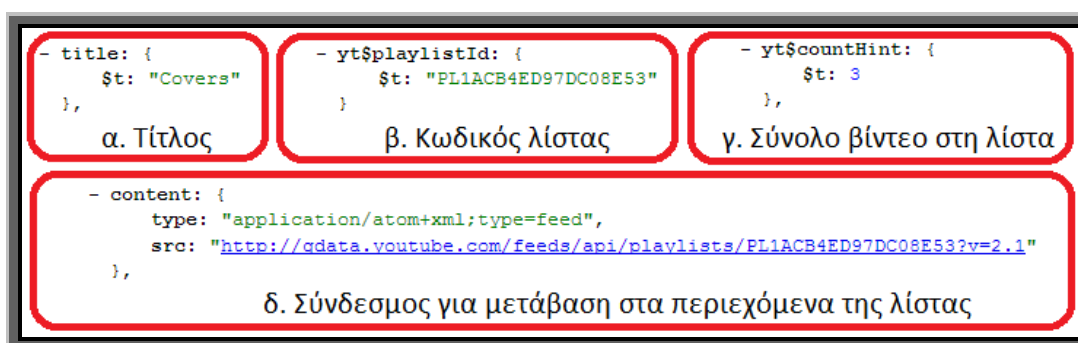 - title: {
$t: "Covers"
},
α. Τίτλος
- yt$playlistId: {
$t: "PL1ACB4ED97DC08E53"
}
β. Κωδικός λίστας
- yt$countHint: {
$t: 3
},
γ. Σύνολο βίντεο στη λίστα
- content: {
type: "application/atom+xml;type=feed",
src: "http://gdata.youtube.com/feeds/api/playlists/PL1ACB4ED97DC08E53?v=2.1"
},
δ. Σύνδεσμος για μετάβαση στα περιεχόμενα της λίστας